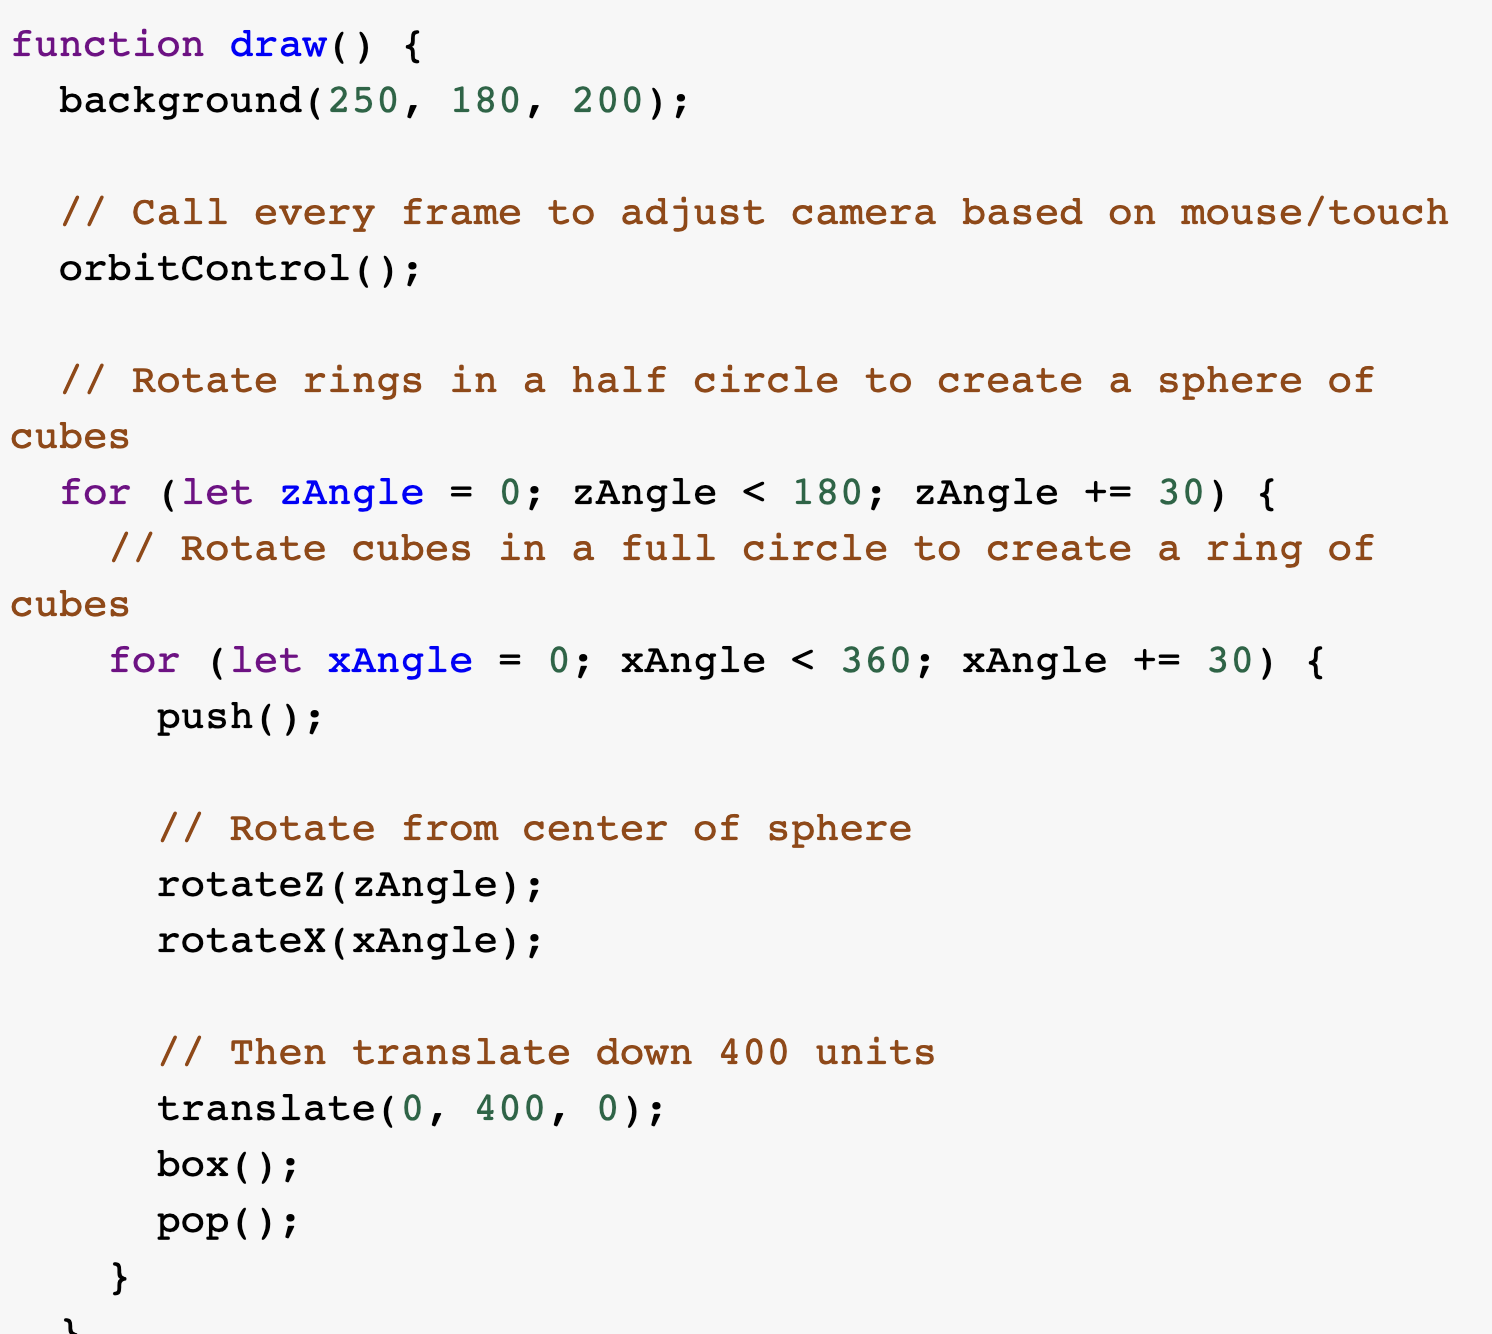 function draw() {
  background(250, 180, 200);

  // Call every frame to adjust camera based on mouse/touch
  orbitControl();

  // Rotate rings in a half circle to create a sphere of
cubes
  for (let zAngle = 0; zAngle < 180; zAngle += 30) {
    // Rotate cubes in a full circle to create a ring of
cubes
    for (let xAngle = 0; xAngle < 360; xAngle += 30) {
      push();

      // Rotate from center of sphere
      rotateZ(zAngle);
      rotateX(xAngle);

      // Then translate down 400 units
      translate(0, 400, 0);
      box();
      pop();
    }
  }